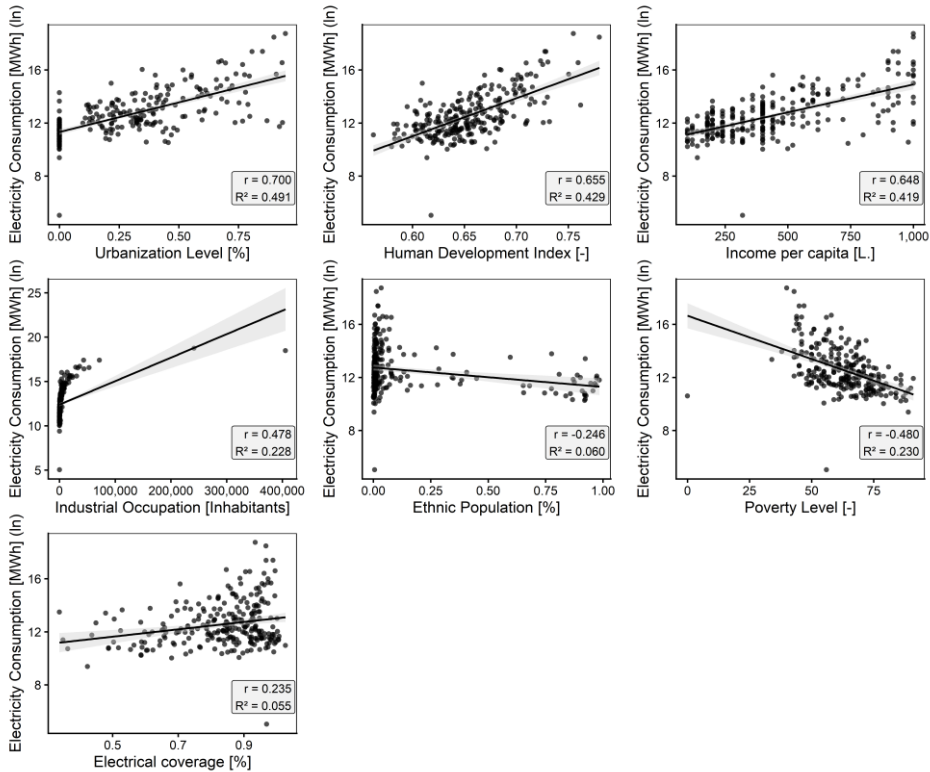 Electricity Consumption [MWh] (ln)
16
12
8
r = 0.700
R² = 0.491
0.00 0.25 0.50 0.75
Urbanization Level [%]
Electricity Consumption [MWh] (ln)
16
12
8
r = 0.655
R² = 0.429
0.60 0.65 0.70 0.75
Human Development Index [-]
Electricity Consumption [MWh] (ln)
16
12
8
r = 0.648
R² = 0.419
250 500 750 1,000
Income per capita [L.]
Electricity Consumption [MWh] (ln)
25
20
15
10
5
r = 0.478
R² = 0.228
0 100,000 200,000 300,000 400,000
Industrial Occupation [Inhabitants]
Electricity Consumption [MWh] (ln)
16
12
8
r = -0.246
R² = 0.060
0.00 0.25 0.50 0.75 1.00
Ethnic Population [%]
Electricity Consumption [MWh] (ln)
16
12
8
r = -0.480
R² = 0.230
0 25 50 75
Poverty Level [-]
Electricity Consumption [MWh] (ln)
16
12
8
r = 0.235
R² = 0.055
0.5 0.7 0.9
Electrical coverage [%]